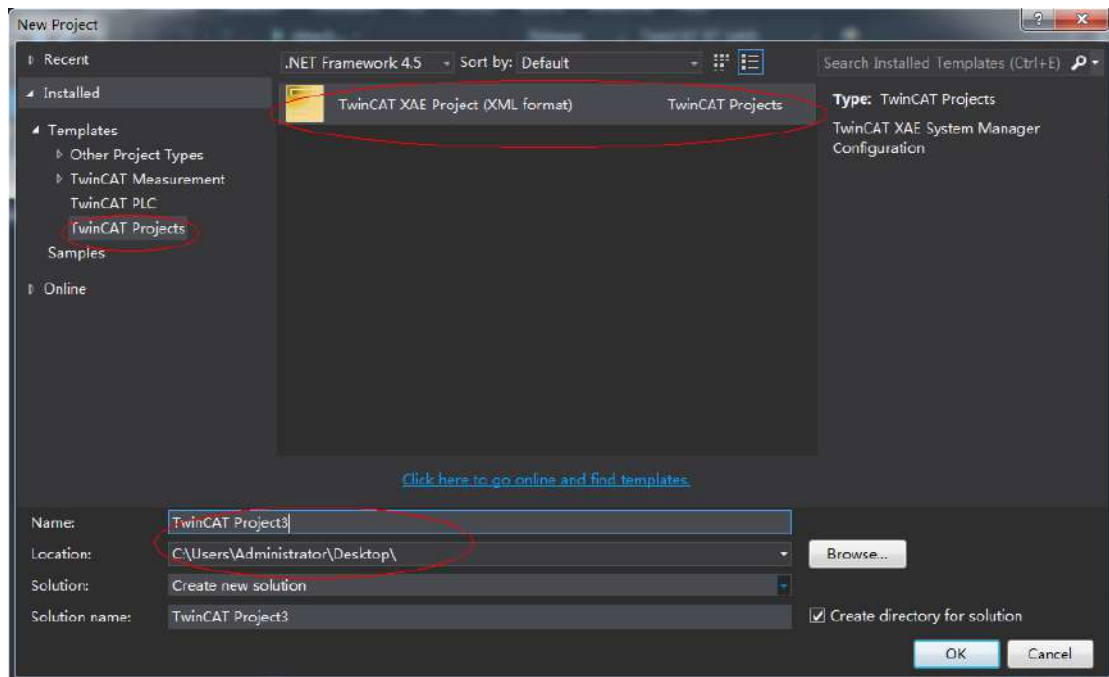 New Project
Recent
.NET Framework 4.5 Sort by: Default
Search Installed Templates (Ctrl+E)
Installed
Templates
Other Project Types
TwinCAT Measurement
TwinCAT PLC
TwinCAT Projects
Samples
Online
TwinCAT XAE Project (XML format) TwinCAT Projects
Type: TwinCAT Projects
TwinCAT XAE System Manager
Configuration
Click here to go online and find templates.
Name: TwinCAT Project3
Location: C:\Users\Administrator\Desktop\
Browse...
Solution: Create new solution
Solution name: TwinCAT Project3
Create directory for solution
OK Cancel